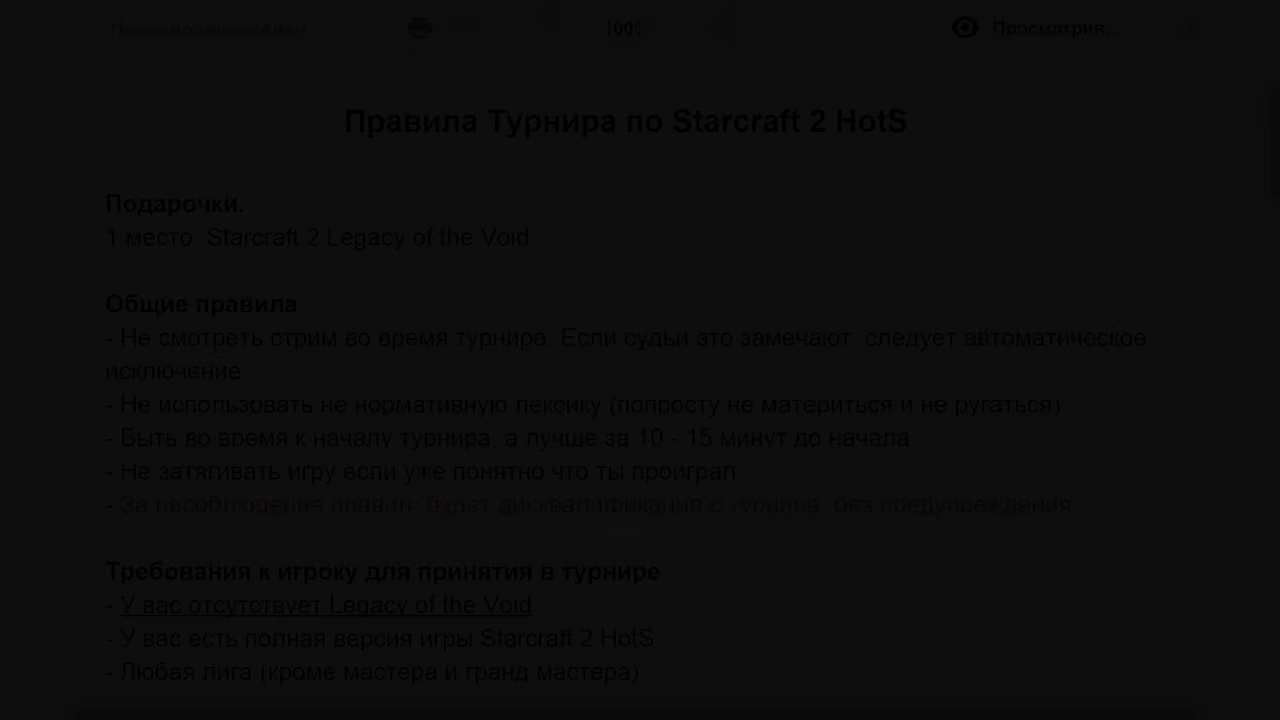 100%
Просматрив...
Правила Турнира по Starcraft 2 HotS
Подарочки.
1 место Starcraft 2 Legacy of the Void
Общие правила
- Не смотреть стрим во время турнира. Если судьи это замечают следует автоматическое
исключение
- Не использовать не нормативную лексику (попросту не материться и не ругаться)
- Быть во время к началу турнира, а лучше за 10 - 15 минут до начала
- Не затягивать игру если уже понятно что ты проиграл
- За несоблюдение правил, будет дисквалификация с турнира, без предупреждения
Требования к игроку для принятия в турнире
- У вас отсутствует Legacy of the Void
- У вас есть полная версия игры Starcraft 2 HotS
- Любая лига (кроме мастера и гранд мастера)